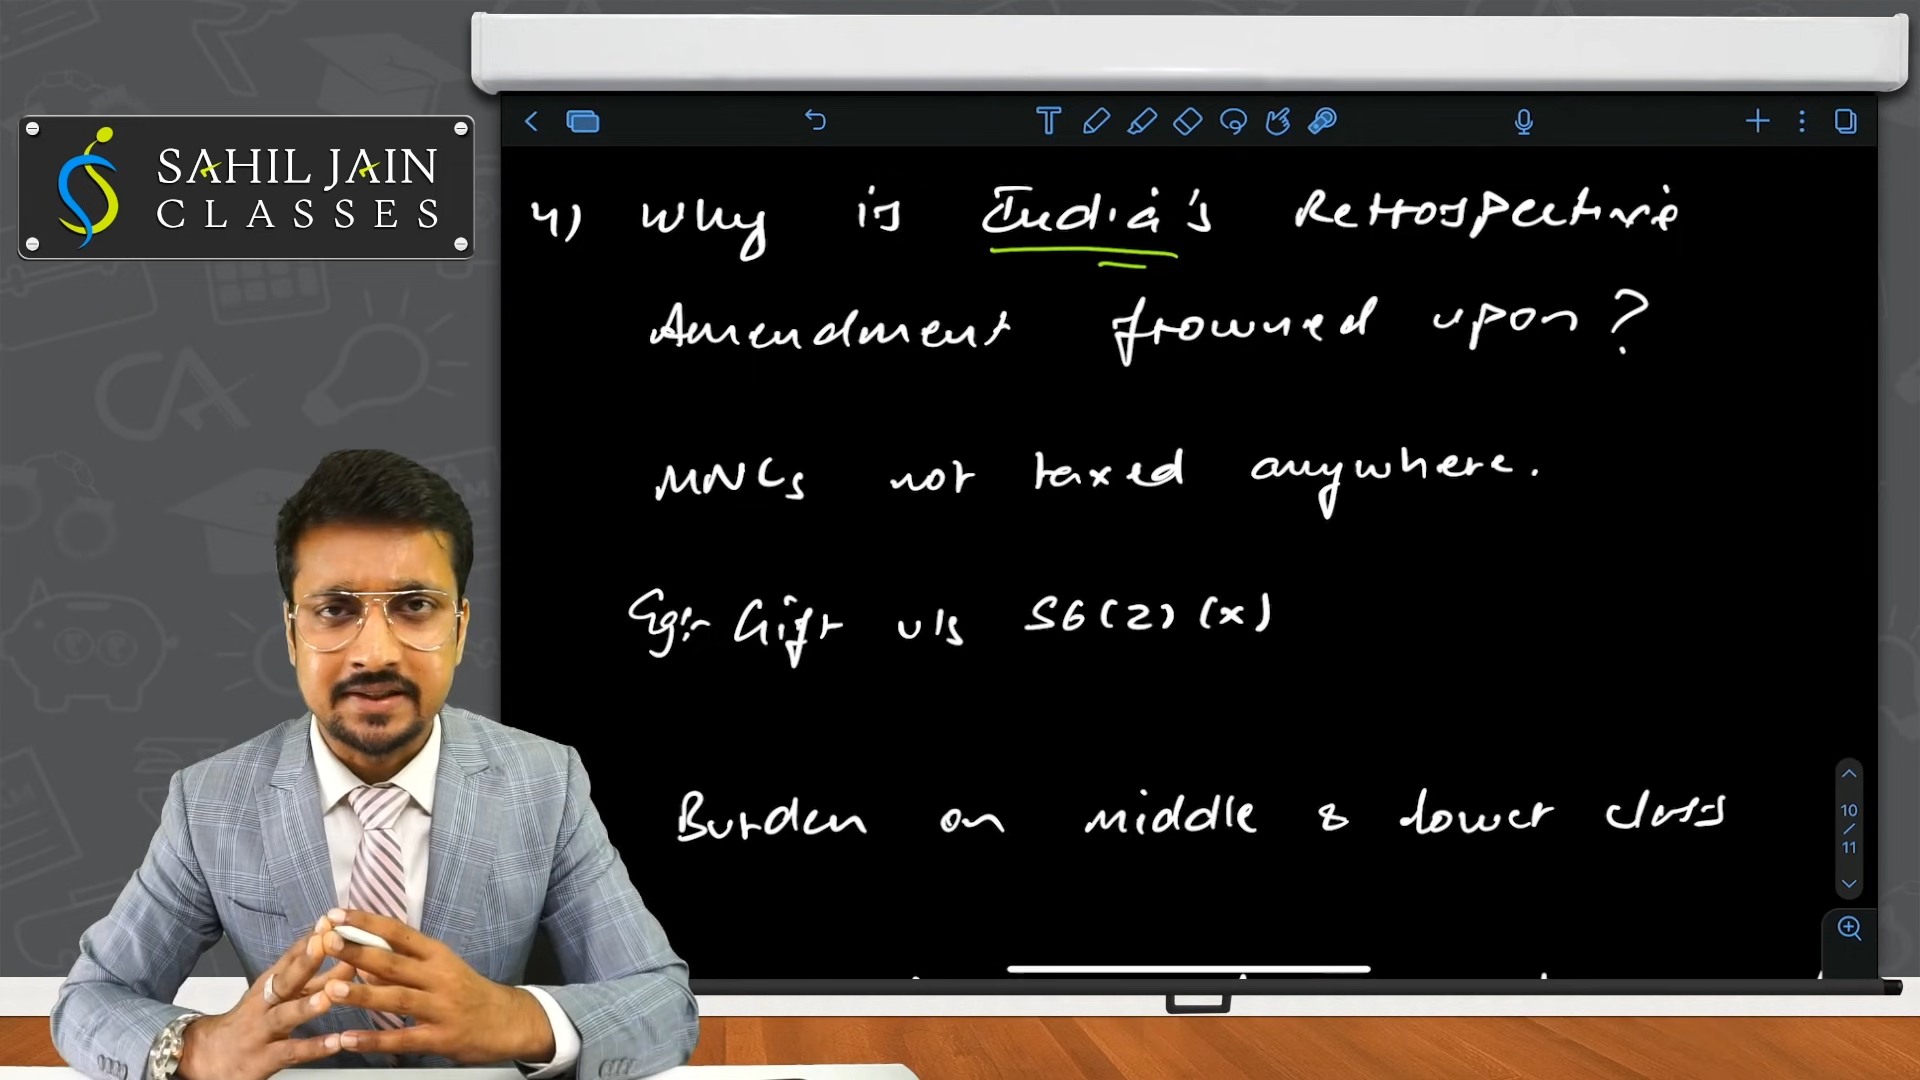 SAHIL JAIN
CLASSES
4) Why is India's Retrospective
Amendment frowned upon?
MNCs not taxed anywhere.
Eg:- Gift u/s 56(2)(x)
Burden on middle & lower class
10
/
11